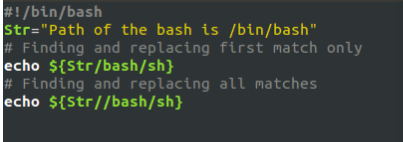 #!/bin/bash
Str="Path of the bash is /bin/bash"
# Finding and replacing first match only
echo ${Str/bash/sh}
# Finding and replacing all matches
echo ${Str//bash/sh}